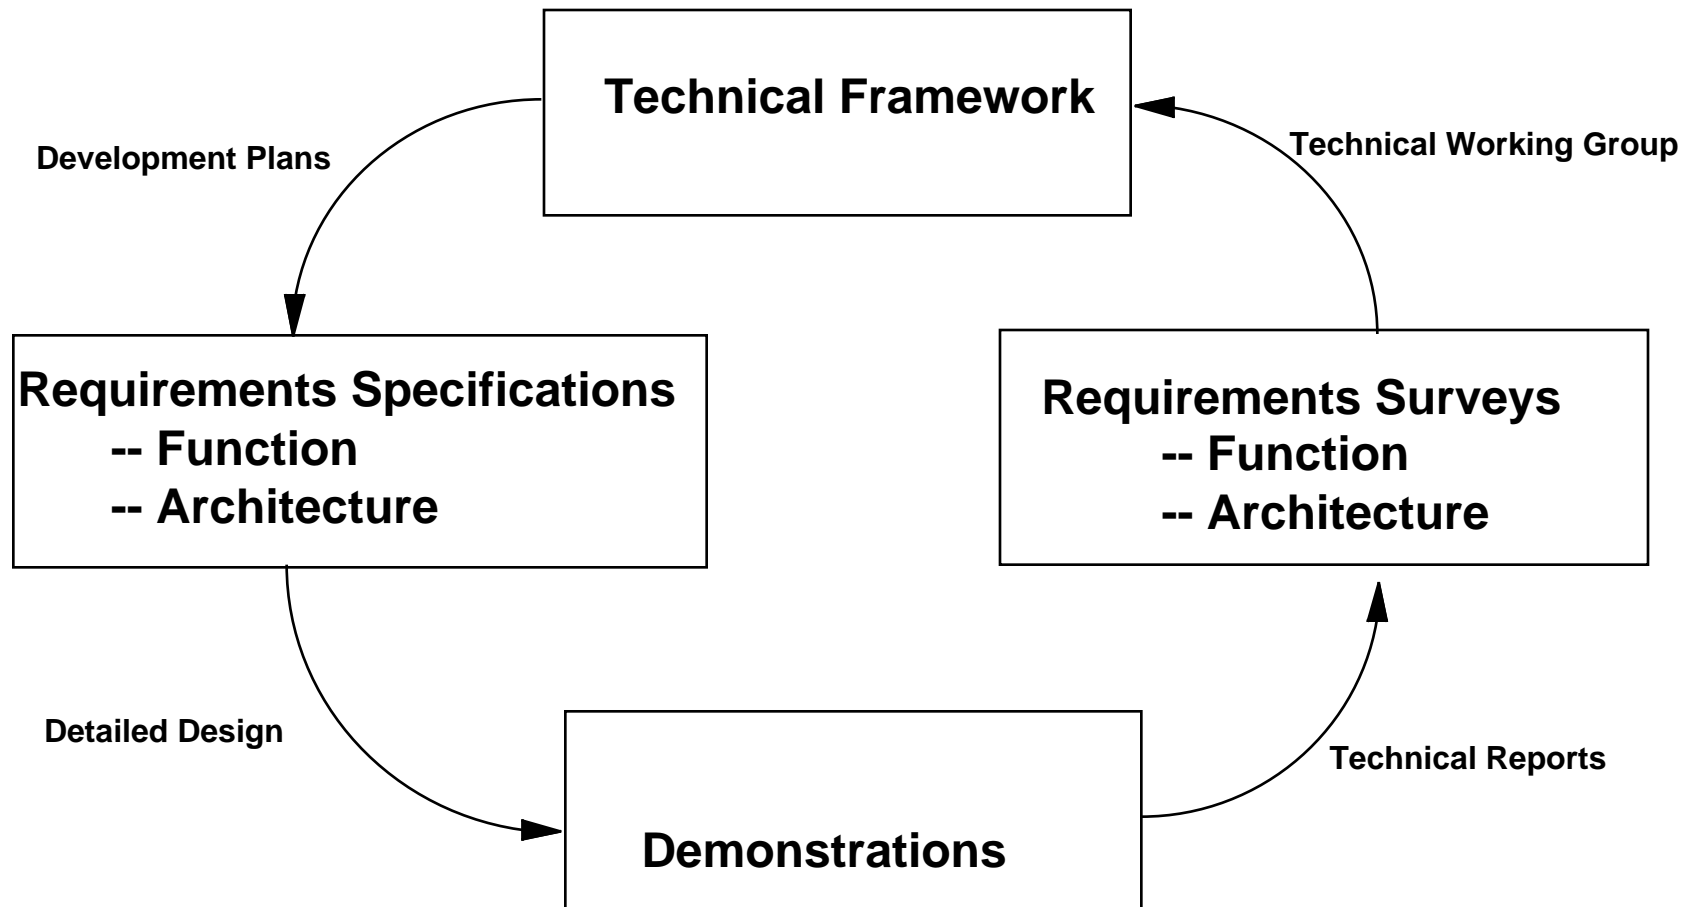 Technical Framework
Development Plans
Technical Working Group
Requirements Specifications
-- Function
-- Architecture
Requirements Surveys
-- Function
-- Architecture
Detailed Design
Technical Reports
Demonstrations